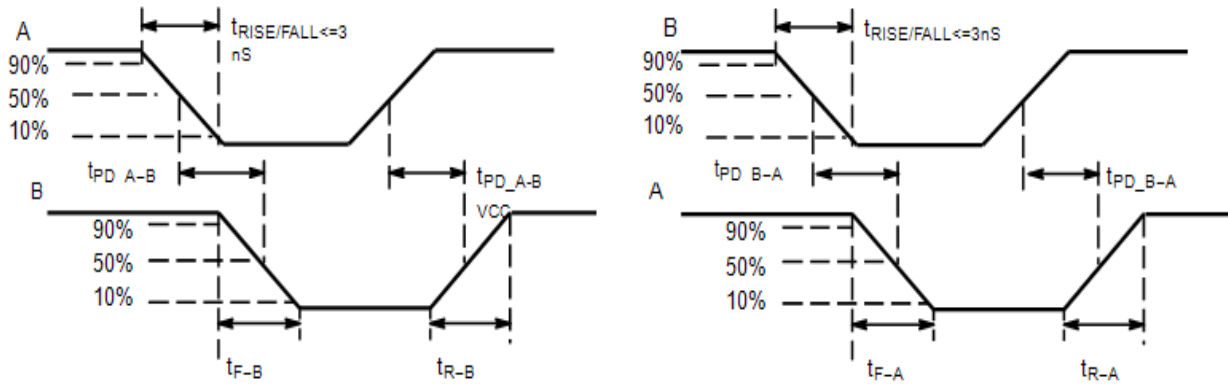 A
tRISE/FALL<=3
nS
90%
50%
10%
tPD A–B
tPD_A-B
VCC
B
90%
50%
10%
tF–B
tR–B
B
tRISE/FALL<=3nS
90%
50%
10%
tPD B–A
tPD_B–A
A
90%
50%
10%
tF–A
tR–A